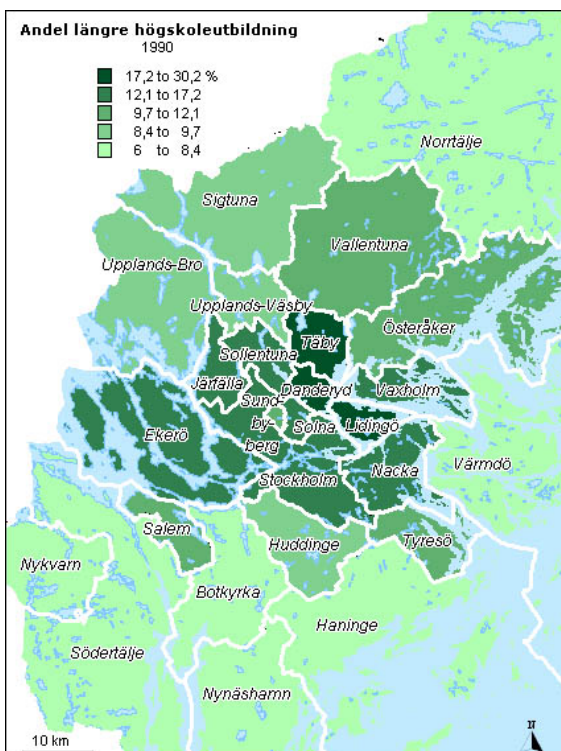 Andel längre högskoleutbildning
1990
17,2 to 30,2 %
12,1 to 17,2
9,7 to 12,1
8,4 to 9,7
6 to 8,4
Norrtälje
Sigtuna
Vallentuna
Upplands-Bro
Upplands-Väsby
Österåker
Täby
Sollentuna
Järfälla
Danderyd
Vaxholm
Sund-
by-
berg
Solna
Lidingö
Ekerö
Värmdö
Nacka
Stockholm
Salem
Huddinge
Tyresö
Nykvarn
Botkyrka
Haninge
Södertälje
Nynäshamn
10 km
N